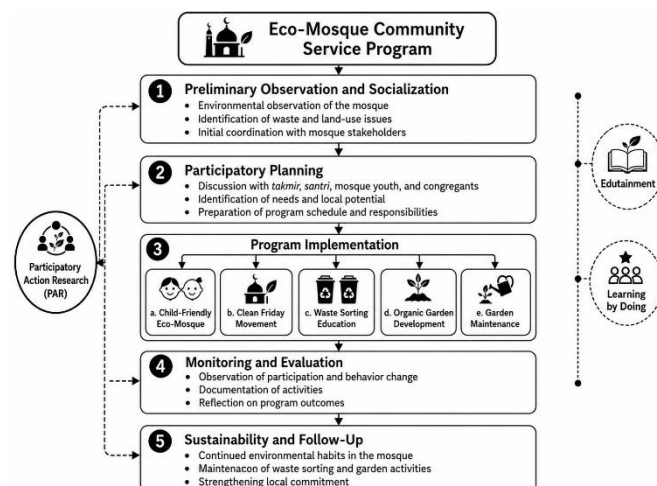 Eco-Mosque Community
Service Program
1
Preliminary Observation and Socialization
• Environmental observation of the mosque
• Identification of waste and land-use issues
• Initial coordination with mosque stakeholders
2
Participatory Planning
• Discussion with takmir, santri, mosque youth, and congregants
• Identification of needs and local potential
• Preparation of program schedule and responsibilities
3
Program Implementation
a. Child-Friendly
Eco-Mosque
b. Clean Friday
Movement
c. Waste Sorting
Education
d. Organic Garden
Development
e. Garden
Maintenance
4
Monitoring and Evaluation
• Observation of participation and behavior change
• Documentation of activities
• Reflection on program outcomes
5
Sustainability and Follow-Up
• Continued environmental habits in the mosque
• Maintenacon of waste sorting and garden activities
• Strengthening local commitment
Participatory
Action Research
(PAR)
Edutainment
Learning
by Doing